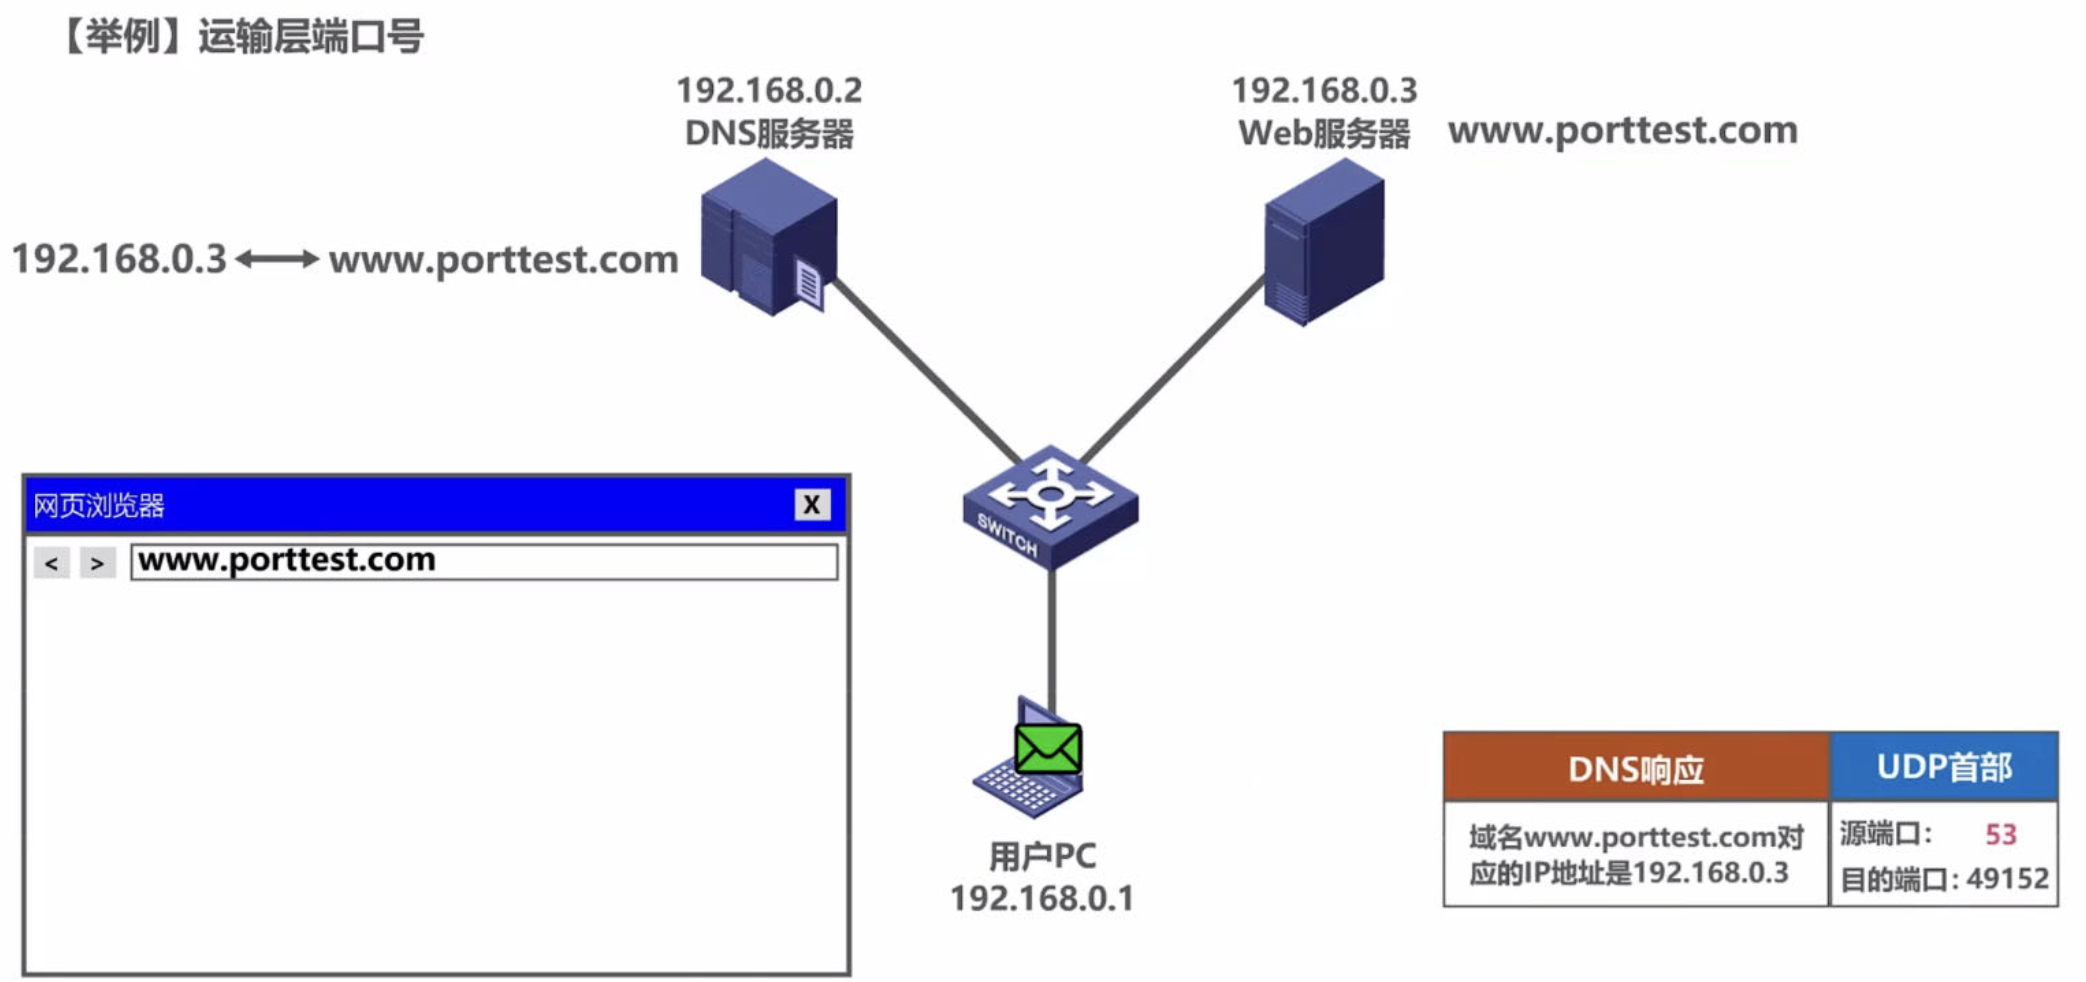 【举例】运输层端口号
192.168.0.2
DNS服务器
192.168.0.3
Web服务器
www.porttest.com
192.168.0.3
www.porttest.com
网页浏览器
X
<
>
www.porttest.com
SWITCH
用户PC
192.168.0.1
DNS响应
UDP首部
域名www.porttest.com对
应的IP地址是192.168.0.3
源端口: 53
目的端口: 49152